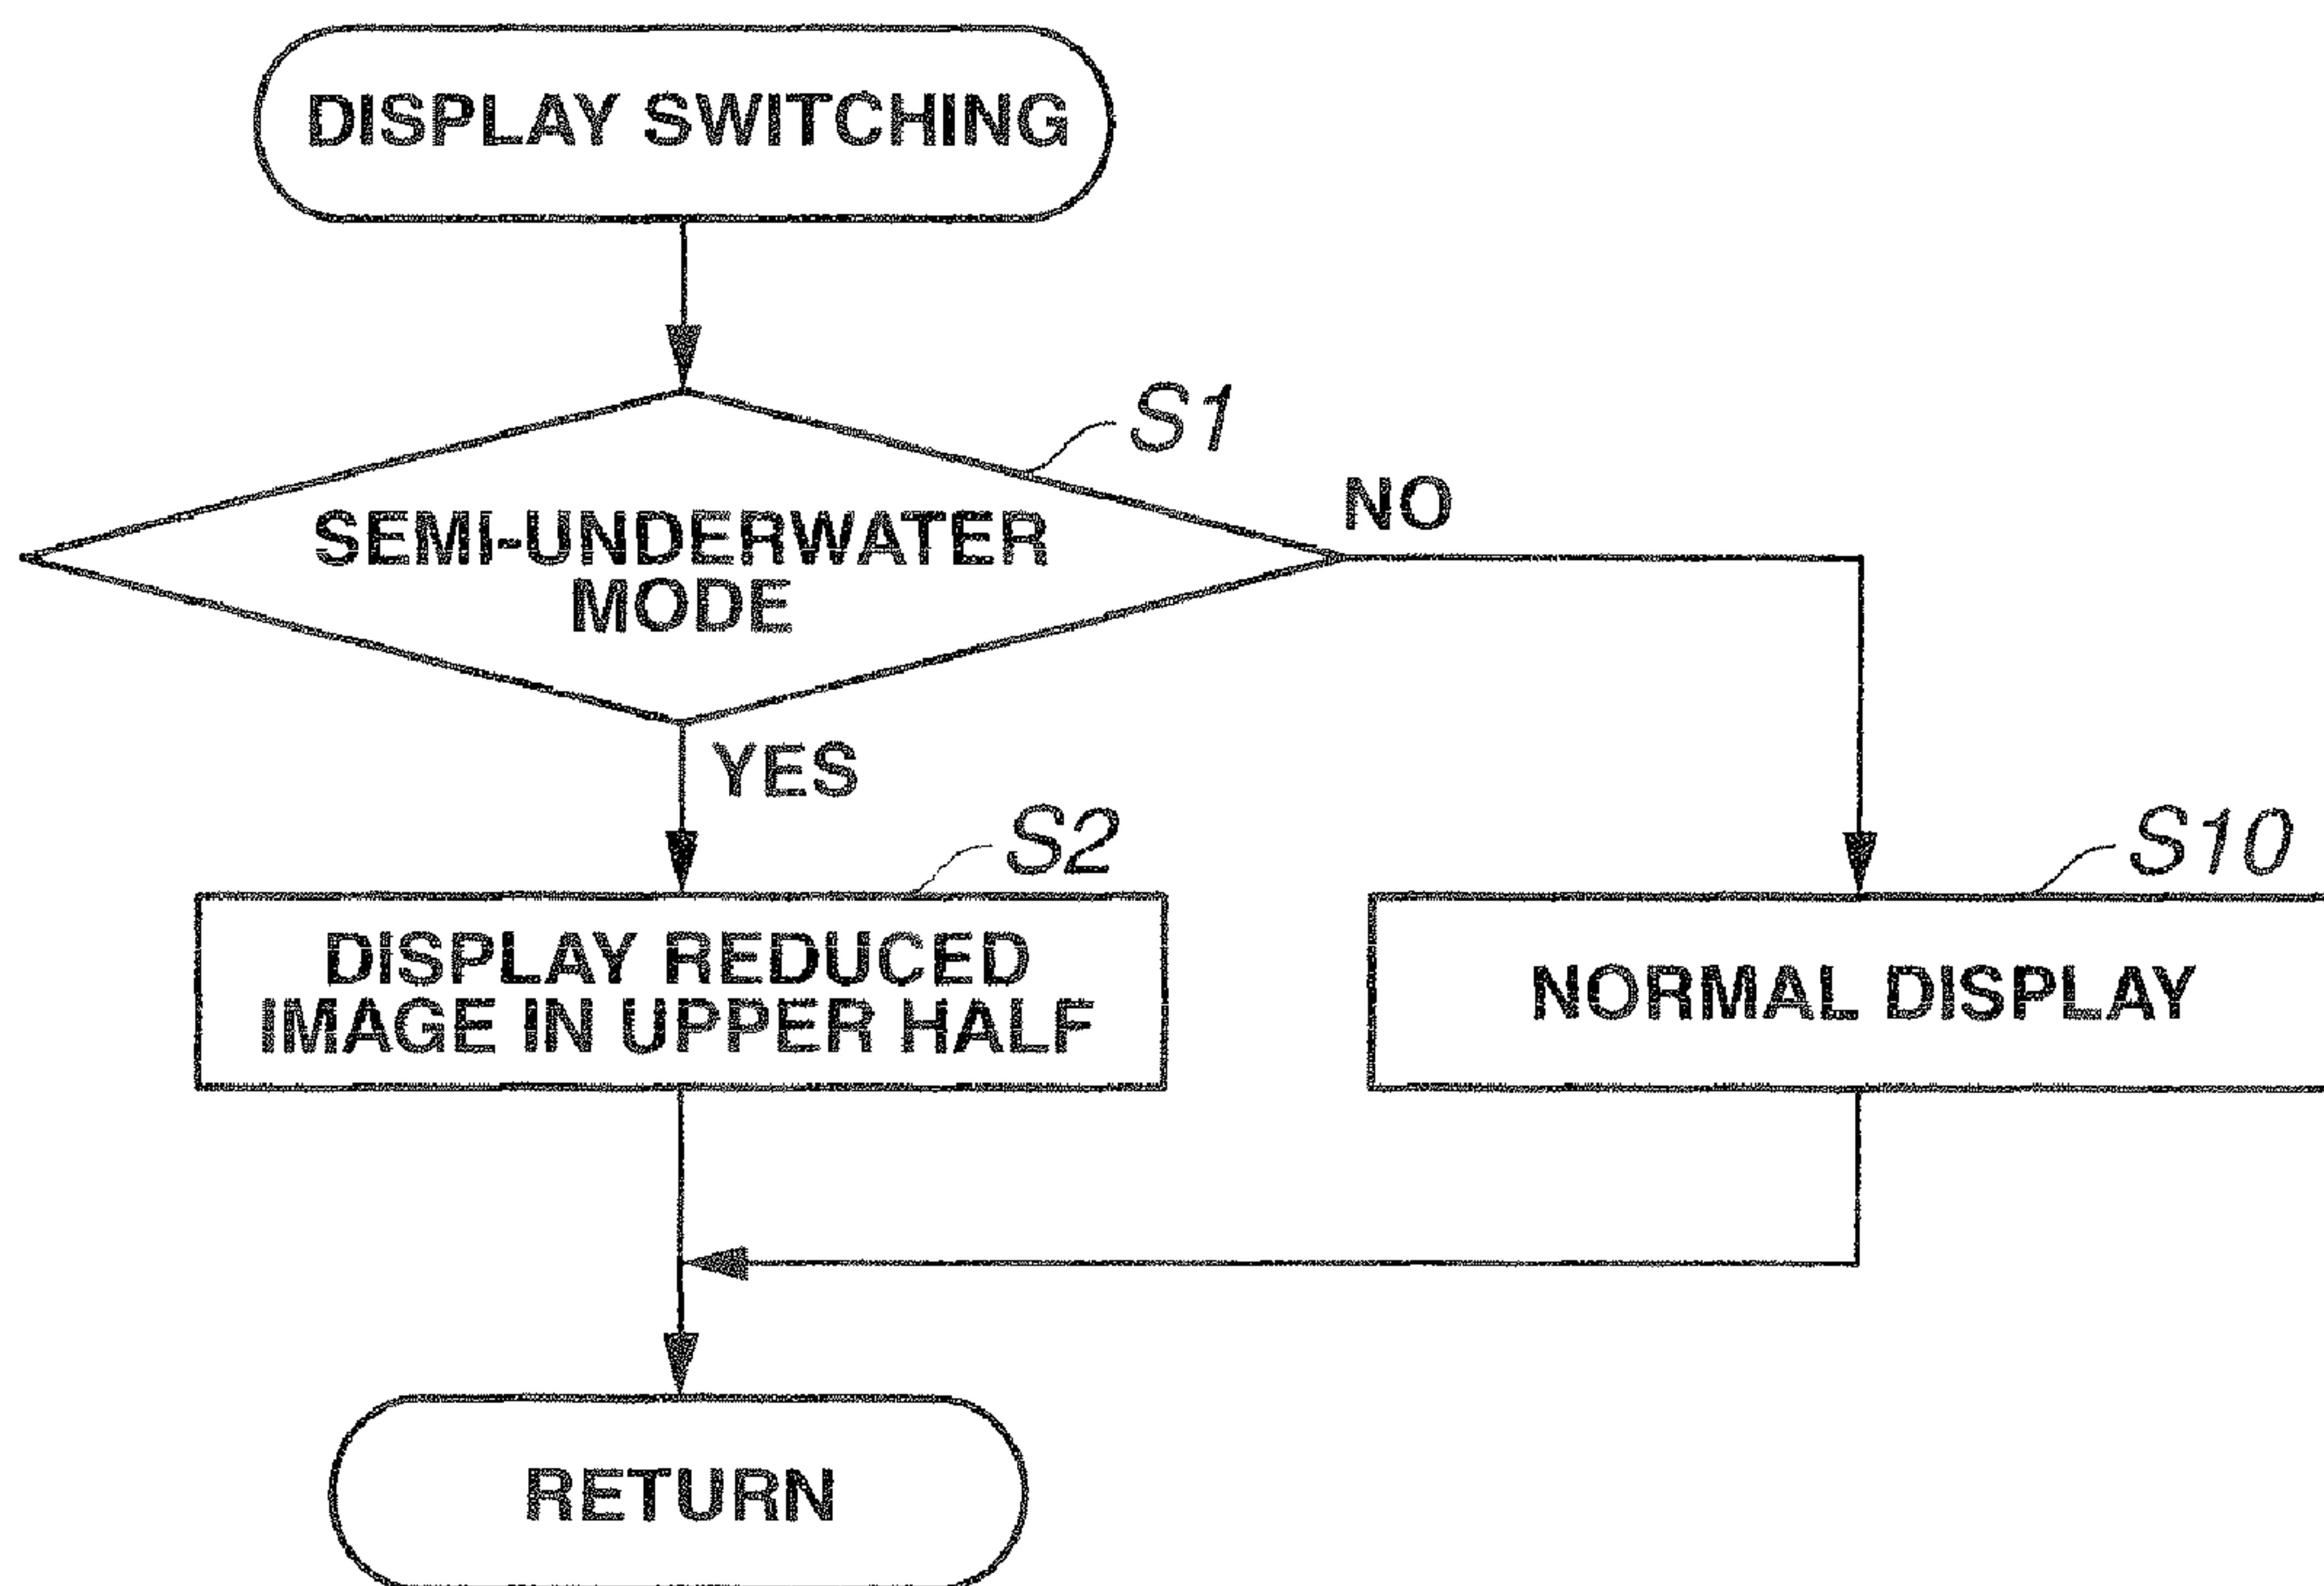 DISPLAY SWITCHING
S1
SEMI-UNDERWATER
MODE
NO
YES
S2
DISPLAY REDUCED
IMAGE IN UPPER HALF
S10
NORMAL DISPLAY
RETURN